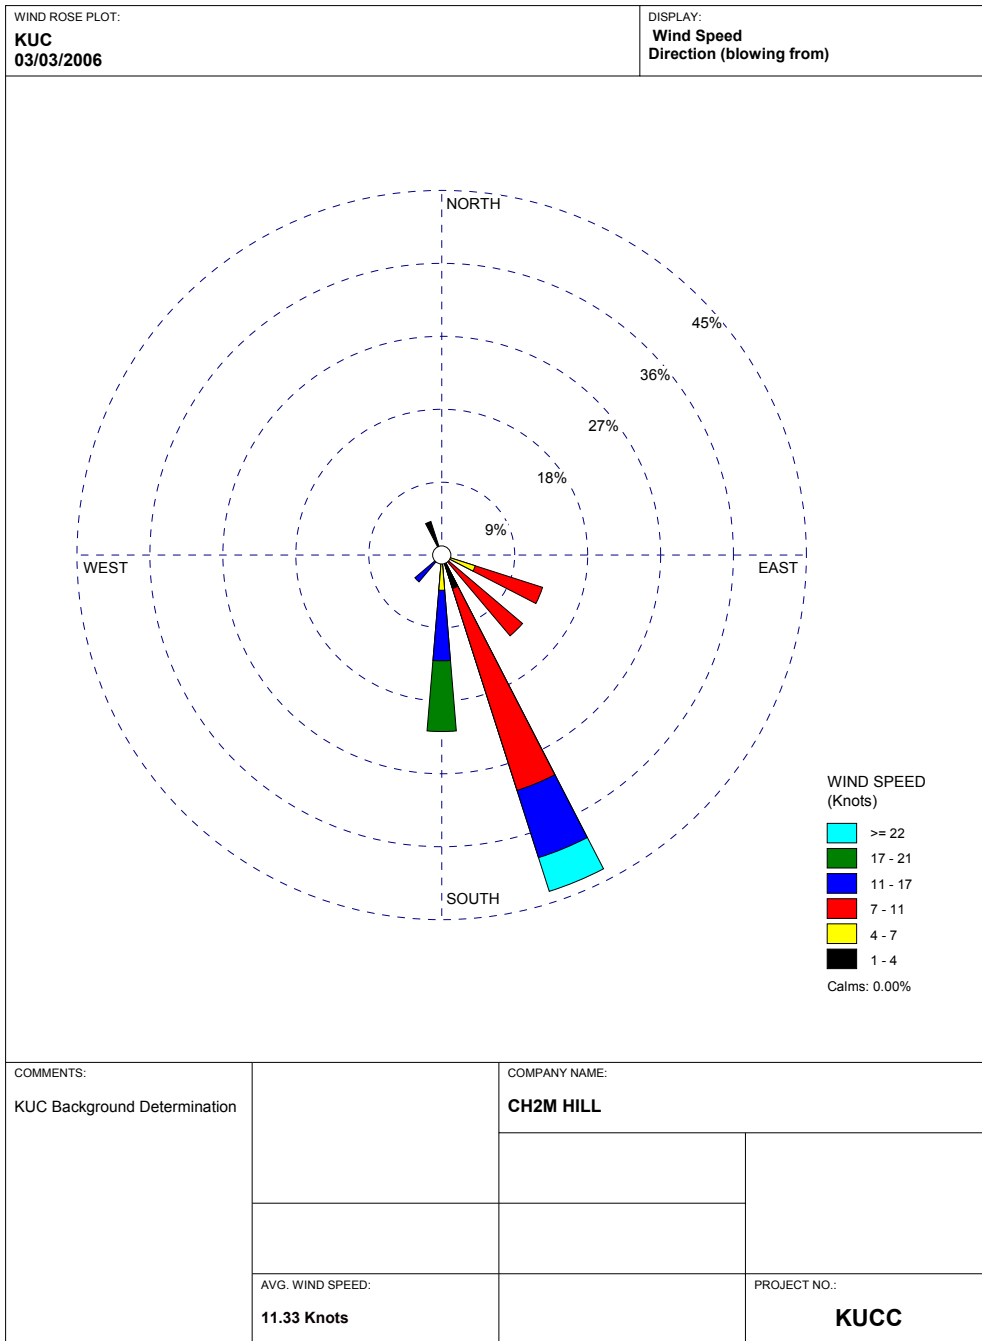 WIND ROSE PLOT:
KUC
03/03/2006
DISPLAY:
Wind Speed
Direction (blowing from)
NORTH
45%
36%
27%
18%
9%
WEST
EAST
SOUTH
WIND SPEED
(Knots)
>= 22
17 - 21
11 - 17
7 - 11
4 - 7
1 - 4
Calms: 0.00%
COMMENTS:
KUC Background Determination
COMPANY NAME:
CH2M HILL
AVG. WIND SPEED:
11.33 Knots
PROJECT NO.:
KUCC